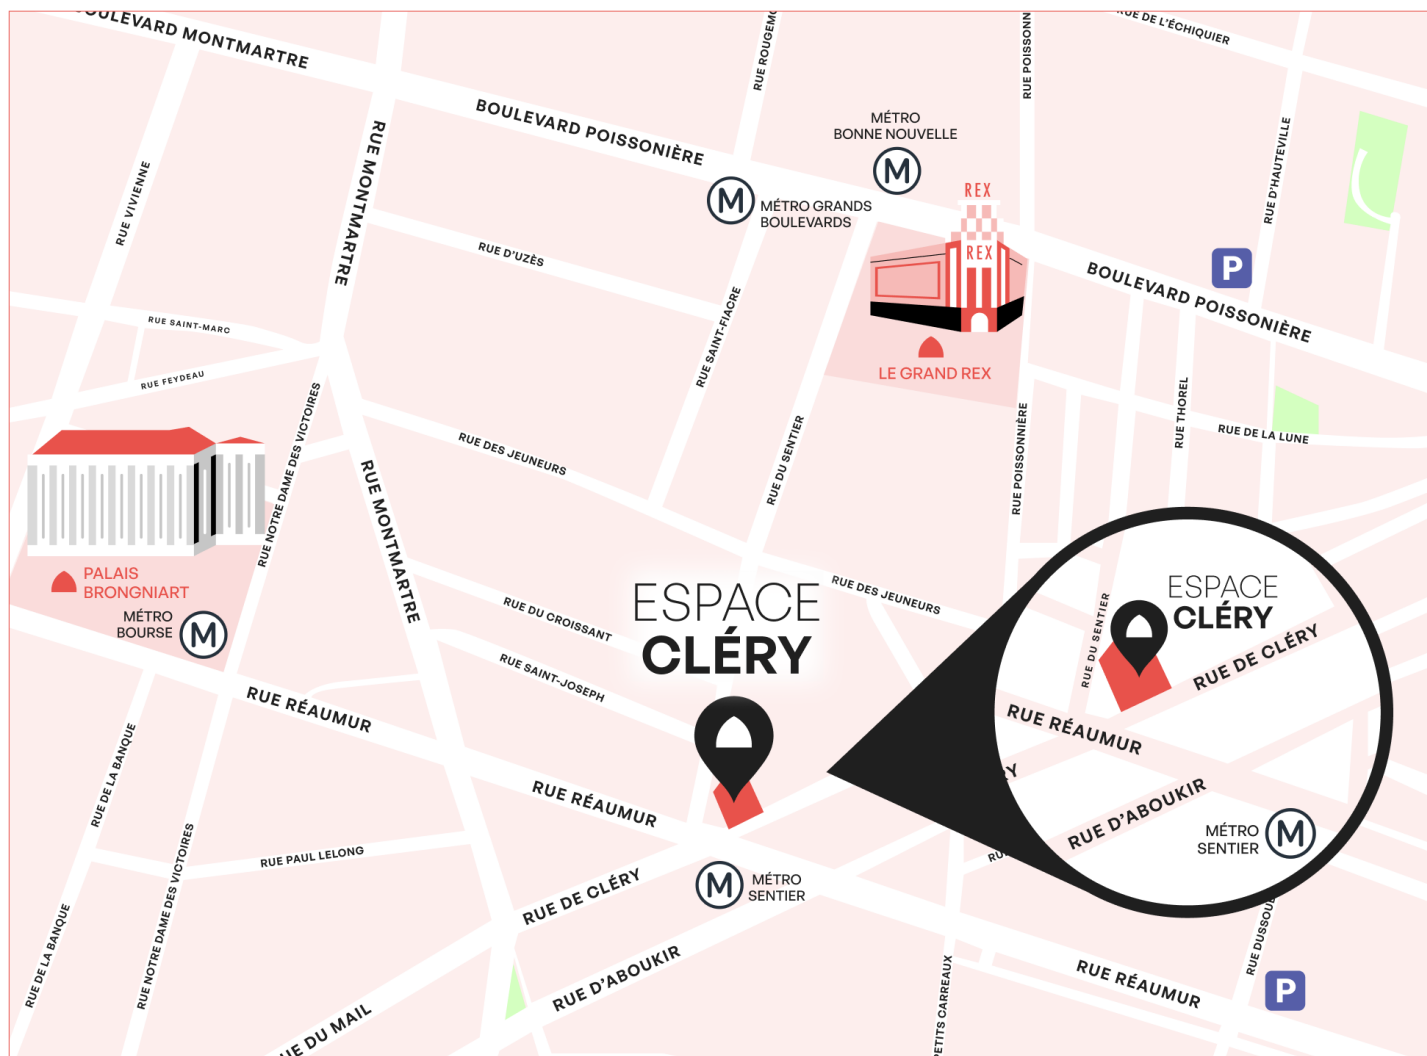 BOULEVARD MONTMARTRE
RUE DE L'ÉCHIQUIER
RUE MONTMARTRE
BOULEVARD POISSONIÈRE
MÉTRO
BONNE NOUVELLE
RUE D'HAUTEVILLE
RUE VIVIENNE
M
M
MÉTRO GRANDS
BOULEVARDS
REX
REX
RUE D'UZÈS
P
BOULEVARD POISSONIÈRE
RUE SAINT-MARC
RUE SAINT-FIACRE
LE GRAND REX
RUE FEYDEAU
RUE NOTRE DAME DES VICTOIRES
RUE DES JEUNEURS
RUE DU SENTIER
RUE POISSONNIÈRE
RUE THOREL
RUE DE LA LUNE
RUE MONTMARTRE
PALAIS
BRONGNIART
MÉTRO
BOURSE
M
RUE DU CROISSANT
ESPACE
CLÉRY
RUE DES JEUNEURS
ESPACE
CLÉRY
RUE DU SENTIER
RUE DE CLÉRY
RUE SAINT-JOSEPH
RUE RÉAUMUR
RUE RÉAUMUR
RUE DE LA BANQUE
RUE RÉAUMUR
RUE D'ABOUKIR
MÉTRO
SENTIER
M
RUE NOTRE DAME DES VICTOIRES
RUE PAUL LELONG
M
MÉTRO
SENTIER
RUE DE CLÉRY
RUE DE LA BANQUE
RUE D'ABOUKIR
PETITS CARREAUX
RUE RÉAUMUR
P
DU MAIL